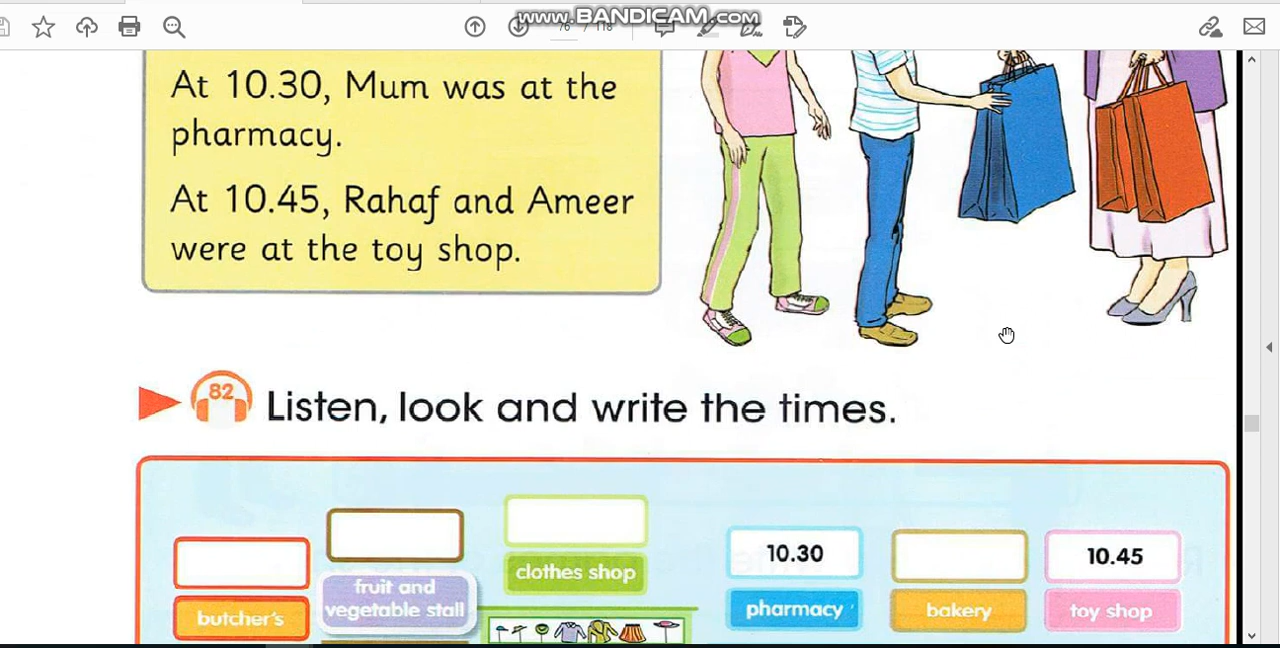 www.BANDICAM.com
At 10.30, Mum was at the
pharmacy.
At 10.45, Rahaf and Ameer
were at the toy shop.
82 Listen, look and write the times.
butcher's
fruit and
vegetable stall
clothes shop
10.30
pharmacy
bakery
10.45
toy shop